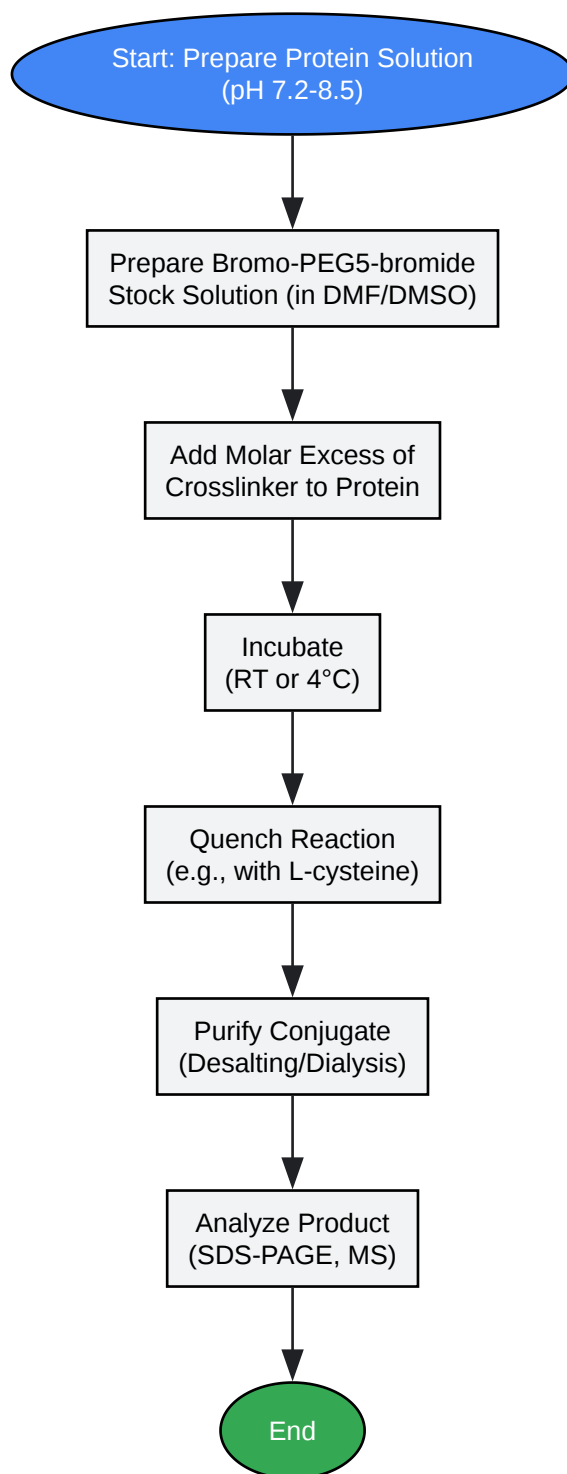 Start: Prepare Protein Solution
(pH 7.2-8.5)
Prepare Bromo-PEG5-bromide
Stock Solution (in DMF/DMSO)
Add Molar Excess of
Crosslinker to Protein
Incubate
(RT or 4°C)
Quench Reaction
(e.g., with L-cysteine)
Purify Conjugate
(Desalting/Dialysis)
Analyze Product
(SDS-PAGE, MS)
End